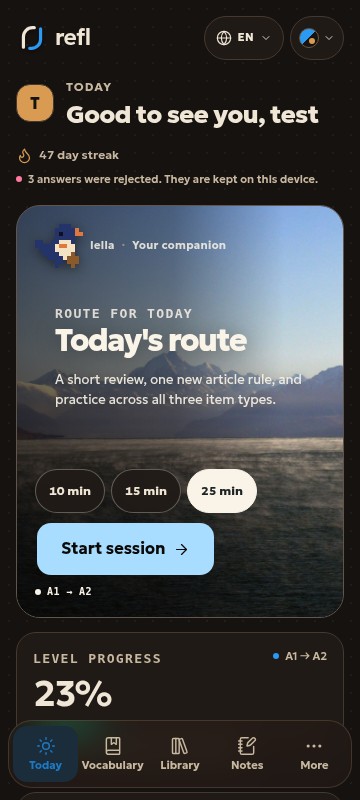 refl
EN
T
TODAY
Good to see you, test
47 day streak
3 answers were rejected. They are kept on this device.
lella · Your companion
ROUTE FOR TODAY
Today's route
A short review, one new article rule, and
practice across all three item types.
10 min
15 min
25 min
Start session →
A1 → A2
LEVEL PROGRESS
A1 → A2
23%
Today
Vocabulary
Library
Notes
More